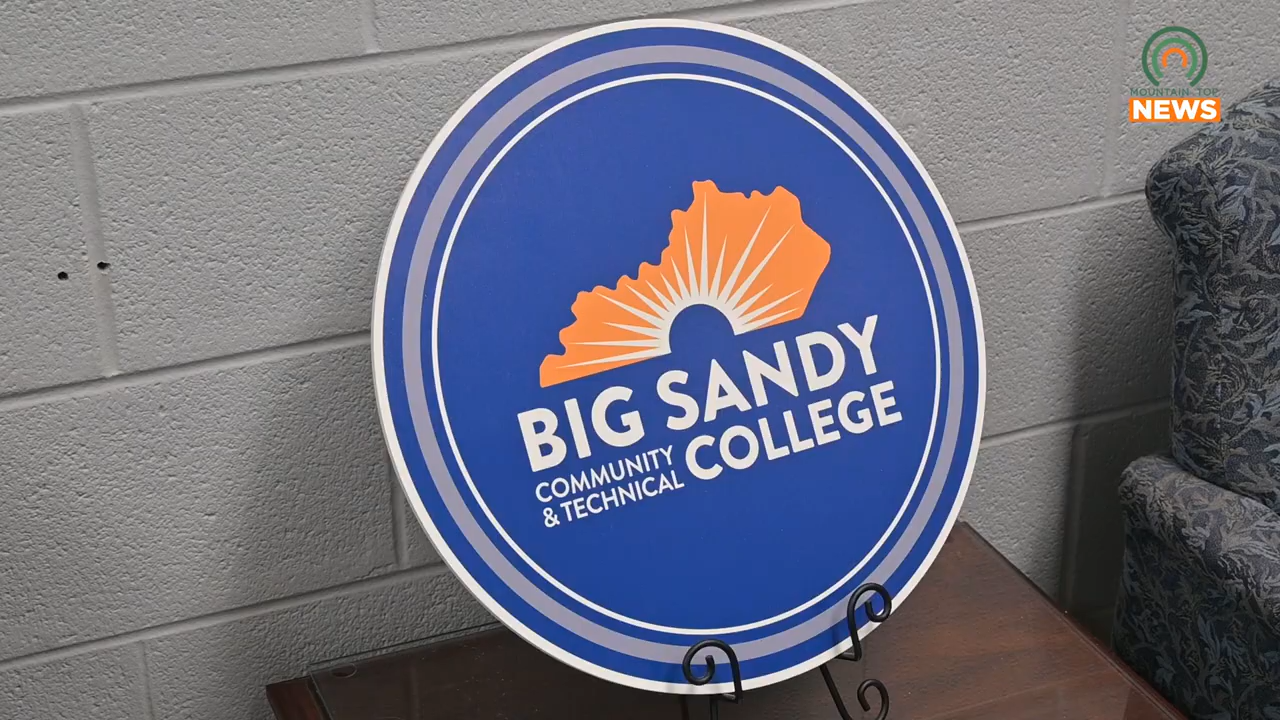 MOUNTAIN TOP
NEWS
BIG SANDY
COMMUNITY
& TECHNICAL
COLLEGE